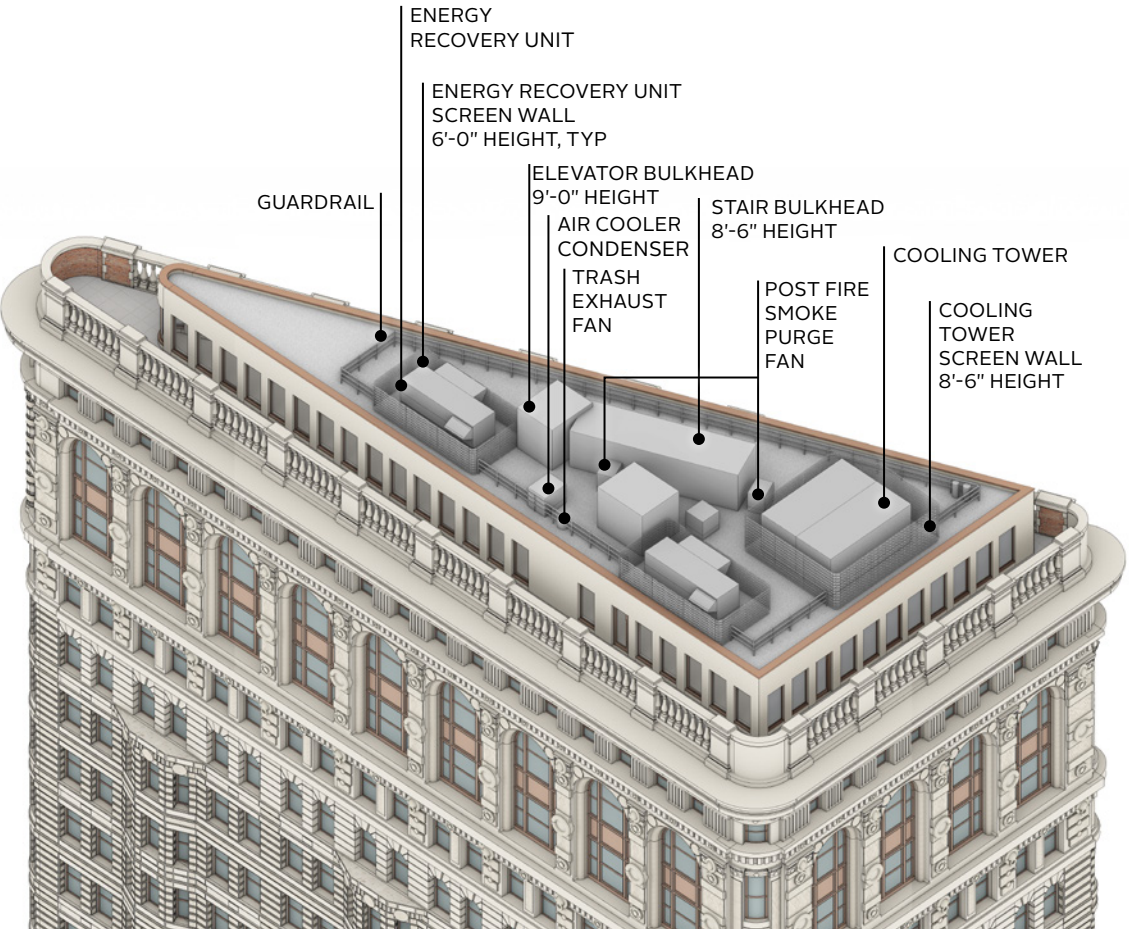 ENERGY
RECOVERY UNIT
ENERGY RECOVERY UNIT
SCREEN WALL
6'-0" HEIGHT, TYP
GUARDRAIL
ELEVATOR BULKHEAD
9'-0" HEIGHT
AIR COOLER
CONDENSER
TRASH
EXHAUST
FAN
STAIR BULKHEAD
8'-6" HEIGHT
POST FIRE
SMOKE
PURGE
FAN
COOLING TOWER
COOLING
TOWER
SCREEN WALL
8'-6" HEIGHT